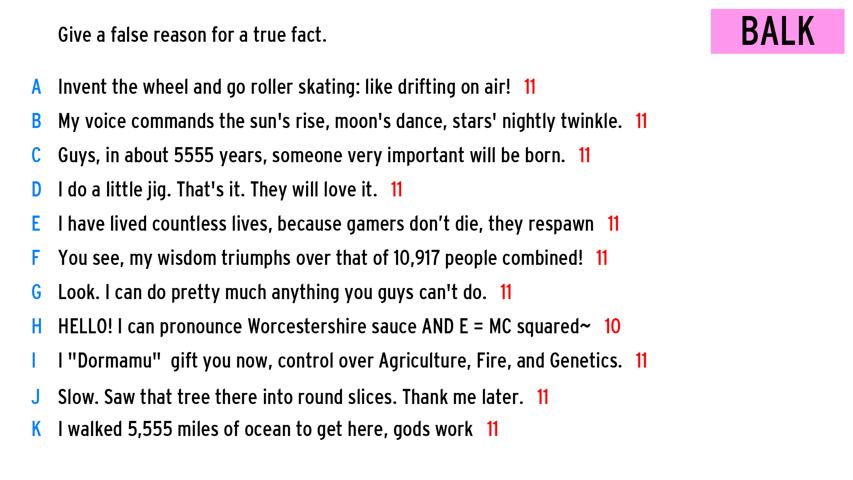 Give a false reason for a true fact.
BALK
A Invent the wheel and go roller skating: like drifting on air! 11
B My voice commands the sun's rise, moon's dance, stars' nightly twinkle. 11
C Guys, in about 5555 years, someone very important will be born. 11
D I do a little jig. That's it. They will love it. 11
E I have lived countless lives, because gamers don’t die, they respawn 11
F You see, my wisdom triumphs over that of 10,917 people combined! 11
G Look. I can do pretty much anything you guys can't do. 11
H HELLO! I can pronounce Worcestershire sauce AND E = MC squared~ 10
I I "Dormamu" gift you now, control over Agriculture, Fire, and Genetics. 11
J Slow. Saw that tree there into round slices. Thank me later. 11
K I walked 5,555 miles of ocean to get here, gods work 11